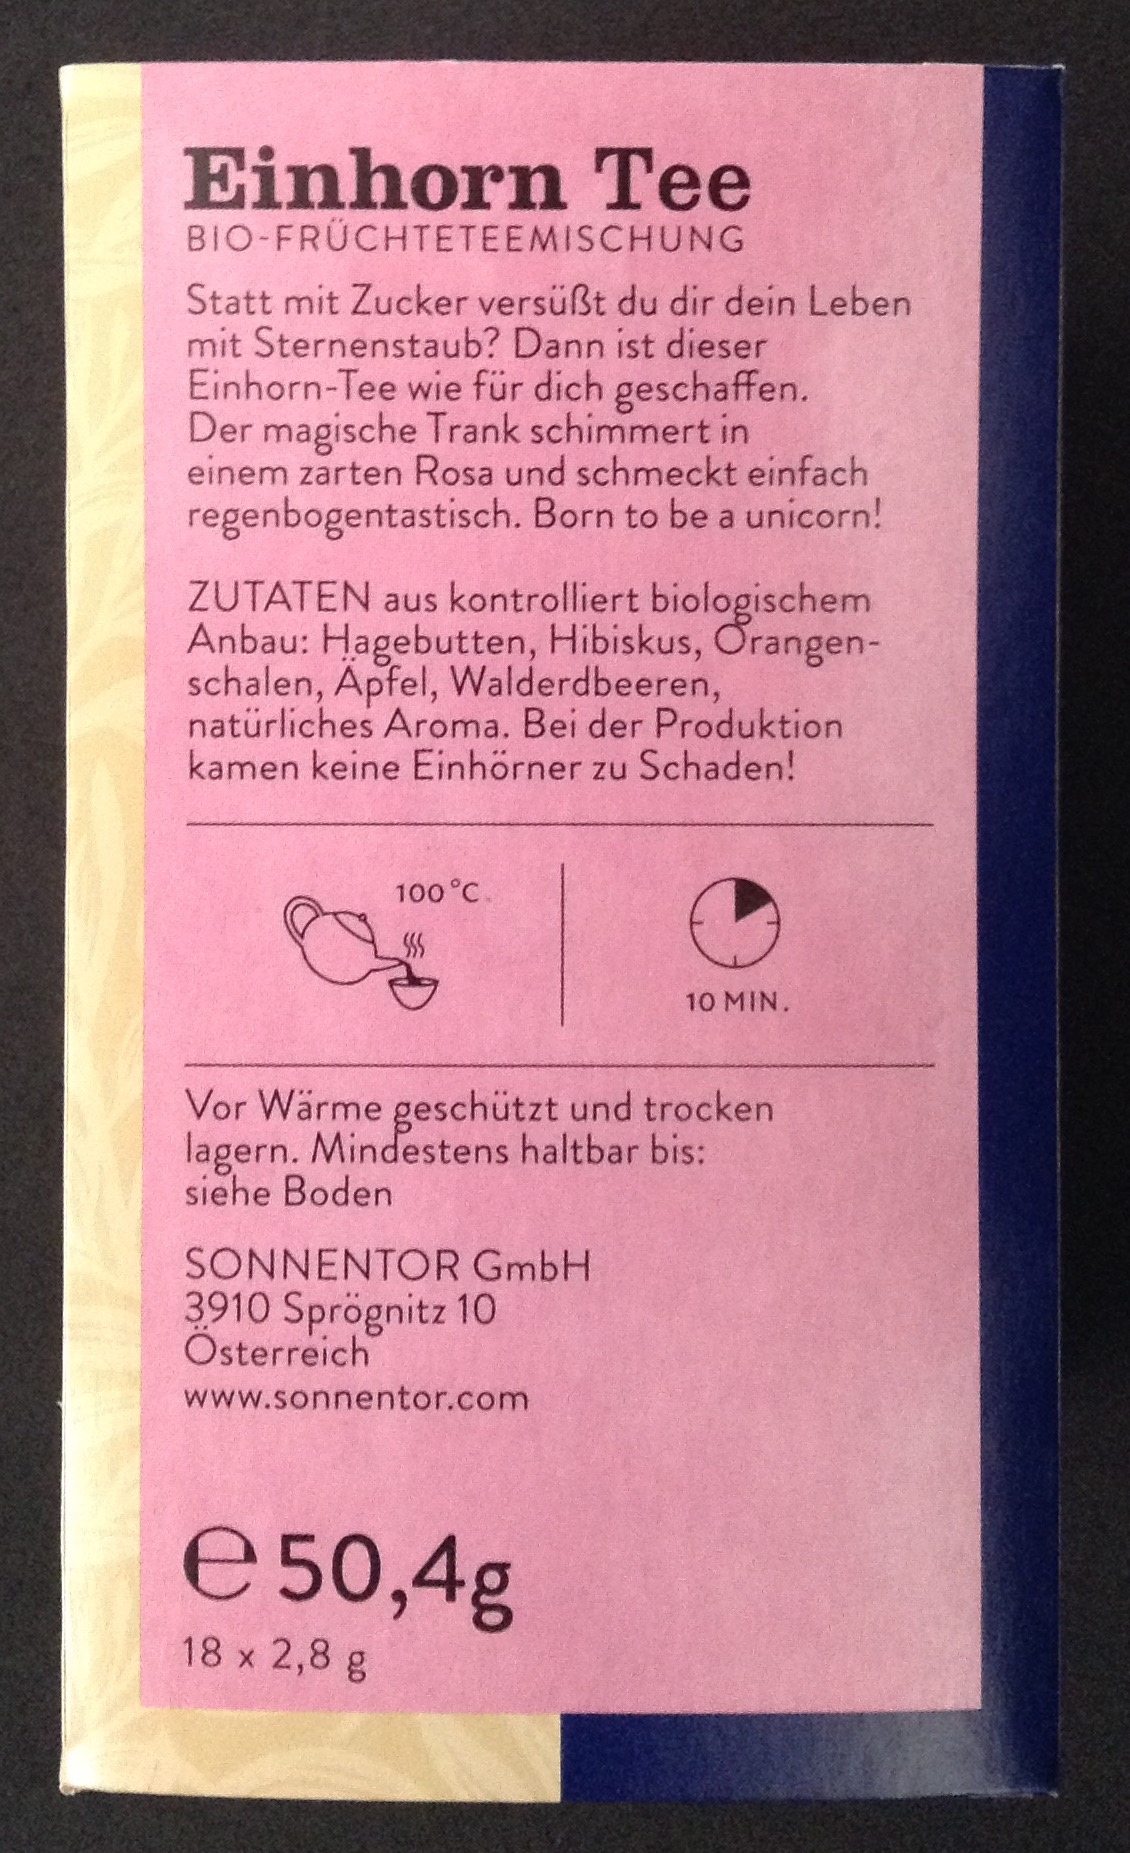 Einhorn Tee
BIO-FRÜCHTETEEMISCHUNG
Statt mit Zucker versüßt du dir dein Leben
mit Sternenstaub? Dann ist dieser
Einhorn-Tee wie für dich geschaffen.
Der magische Trank schimmert in
einem zarten Rosa und schmeckt einfach
regenbogentastisch. Born to be a unicorn!
ZUTATEN aus kontrolliert biologischem
Anbau: Hagebutten, Hibiskus, Orangen-
schalen, Äpfel, Walderdbeeren,
natürliches Aroma. Bei der Produktion
kamen keine Einhörner zu Schaden!
100°C
10 MIN.
Vor Wärme geschützt und trocken
lagern. Mindestens haltbar bis:
siehe Boden
SONNENTOR GmbH
3910 Sprögnitz 10
Österreich
www.sonnentor.com
℮ 50,4g
18 x 2,8 g